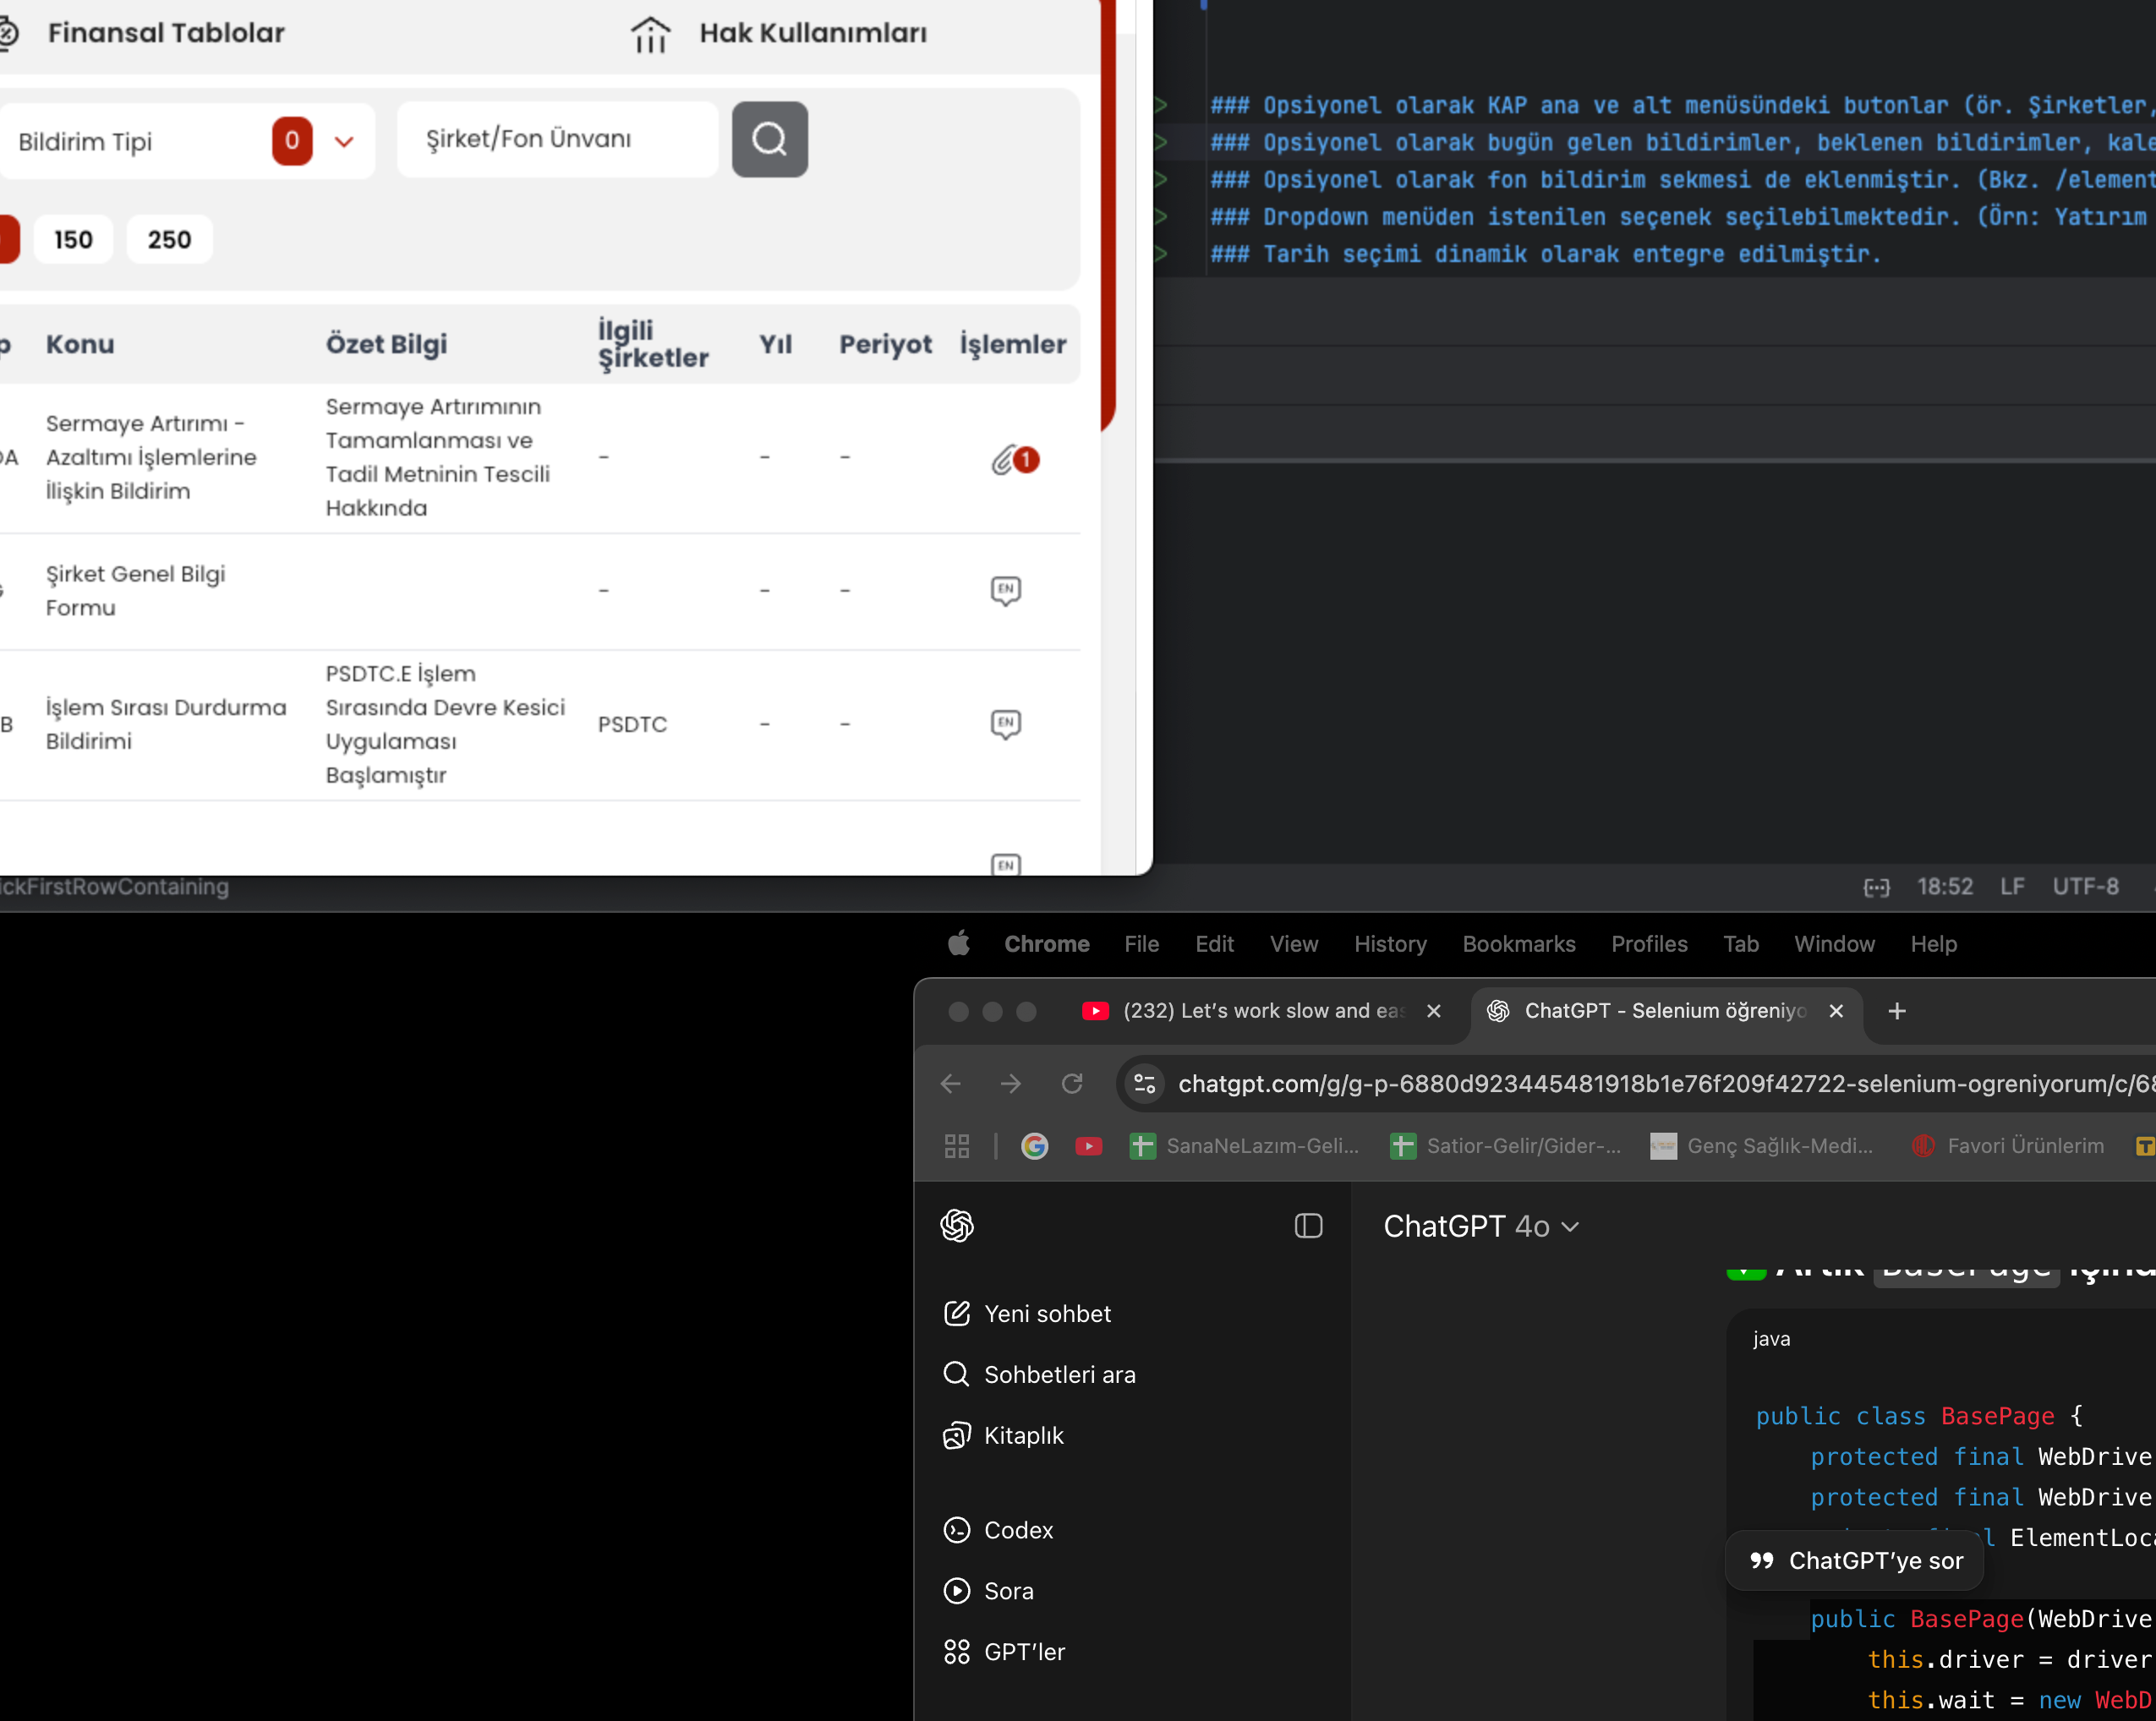 Finansal Tablolar
Hak Kullanımları
Bildirim Tipi
0
Şirket/Fon Ünvanı
150
250
Konu
Özet Bilgi
İlgili
Şirketler
Yıl
Periyot
İşlemler
Sermaye Artırımı -
Azaltımı İşlemlerine
İlişkin Bildirim
Sermaye Artırımının
Tamamlanması ve
Tadil Metninin Tescili
Hakkında
-
-
-
1
Şirket Genel Bilgi
Formu
-
-
-
EN
B
İşlem Sırası Durdurma
Bildirimi
PSDTC.E İşlem
Sırasında Devre Kesici
Uygulaması
Başlamıştır
PSDTC
-
-
EN
EN
### Opsiyonel olarak KAP ana ve alt menüsündeki butonlar (ör. Şirketler,
### Opsiyonel olarak bugün gelen bildirimler, beklenen bildirimler, kale
### Opsiyonel olarak fon bildirim sekmesi de eklenmiştir. (Bkz. /element
### Dropdown menüden istenilen seçenek seçilebilmektedir. (Örn: Yatırım
### Tarih seçimi dinamik olarak entegre edilmiştir.
ickFirstRowContaining
18:52 LF UTF-8
Chrome File Edit View History Bookmarks Profiles Tab Window Help
(232) Let's work slow and eas
ChatGPT - Selenium öğreniyo
chatgpt.com/g/g-p-6880d923445481918b1e76f209f42722-selenium-ogreniyorum/c/68
SanaNeLazım-Geli...
Satior-Gelir/Gider-...
Genç Sağlık-Medi...
Favori Ürünlerim
ChatGPT 4o
Yeni sohbet
Sohbetleri ara
Kitaplık
Codex
Sora
GPT'ler
Artık BasePage içind
java
public class BasePage {
protected final WebDrive
protected final WebDrive
l ElementLoca
ChatGPT'ye sor
public BasePage(WebDrive
this.driver = driver
this.wait = new WebD